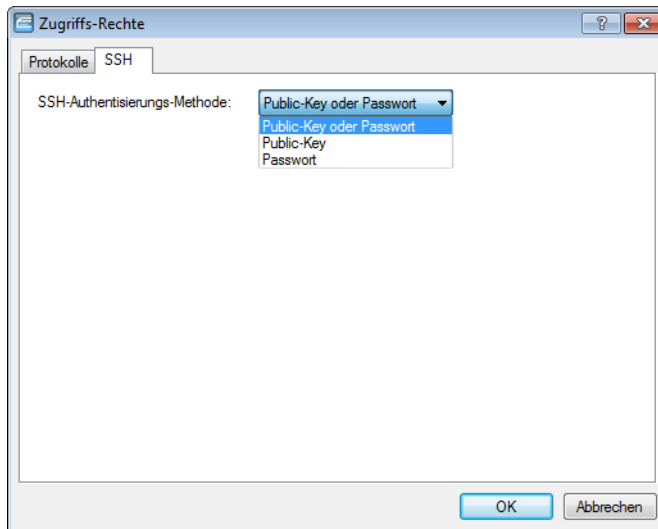 Zugriffs-Rechte
Protokolle SSH
SSH-Authentisierungs-Methode: Public-Key oder Passwort
Public-Key oder Passwort
Public-Key
Passwort
OK Abbrechen